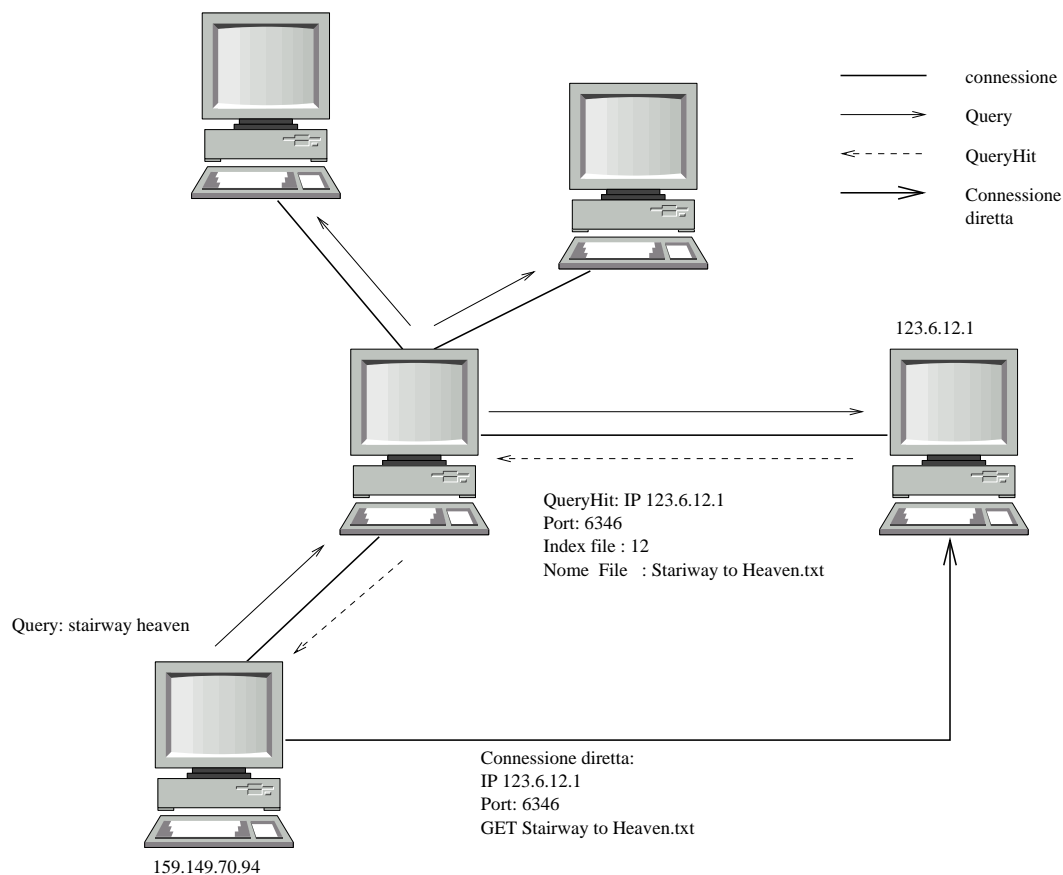 connessione
Query
QueryHit
Connessione
diretta
123.6.12.1
QueryHit: IP 123.6.12.1
Port: 6346
Index file : 12
Nome File : Stariway to Heaven.txt
Query: stairway heaven
Connessione diretta:
IP 123.6.12.1
Port: 6346
GET Stairway to Heaven.txt
159.149.70.94